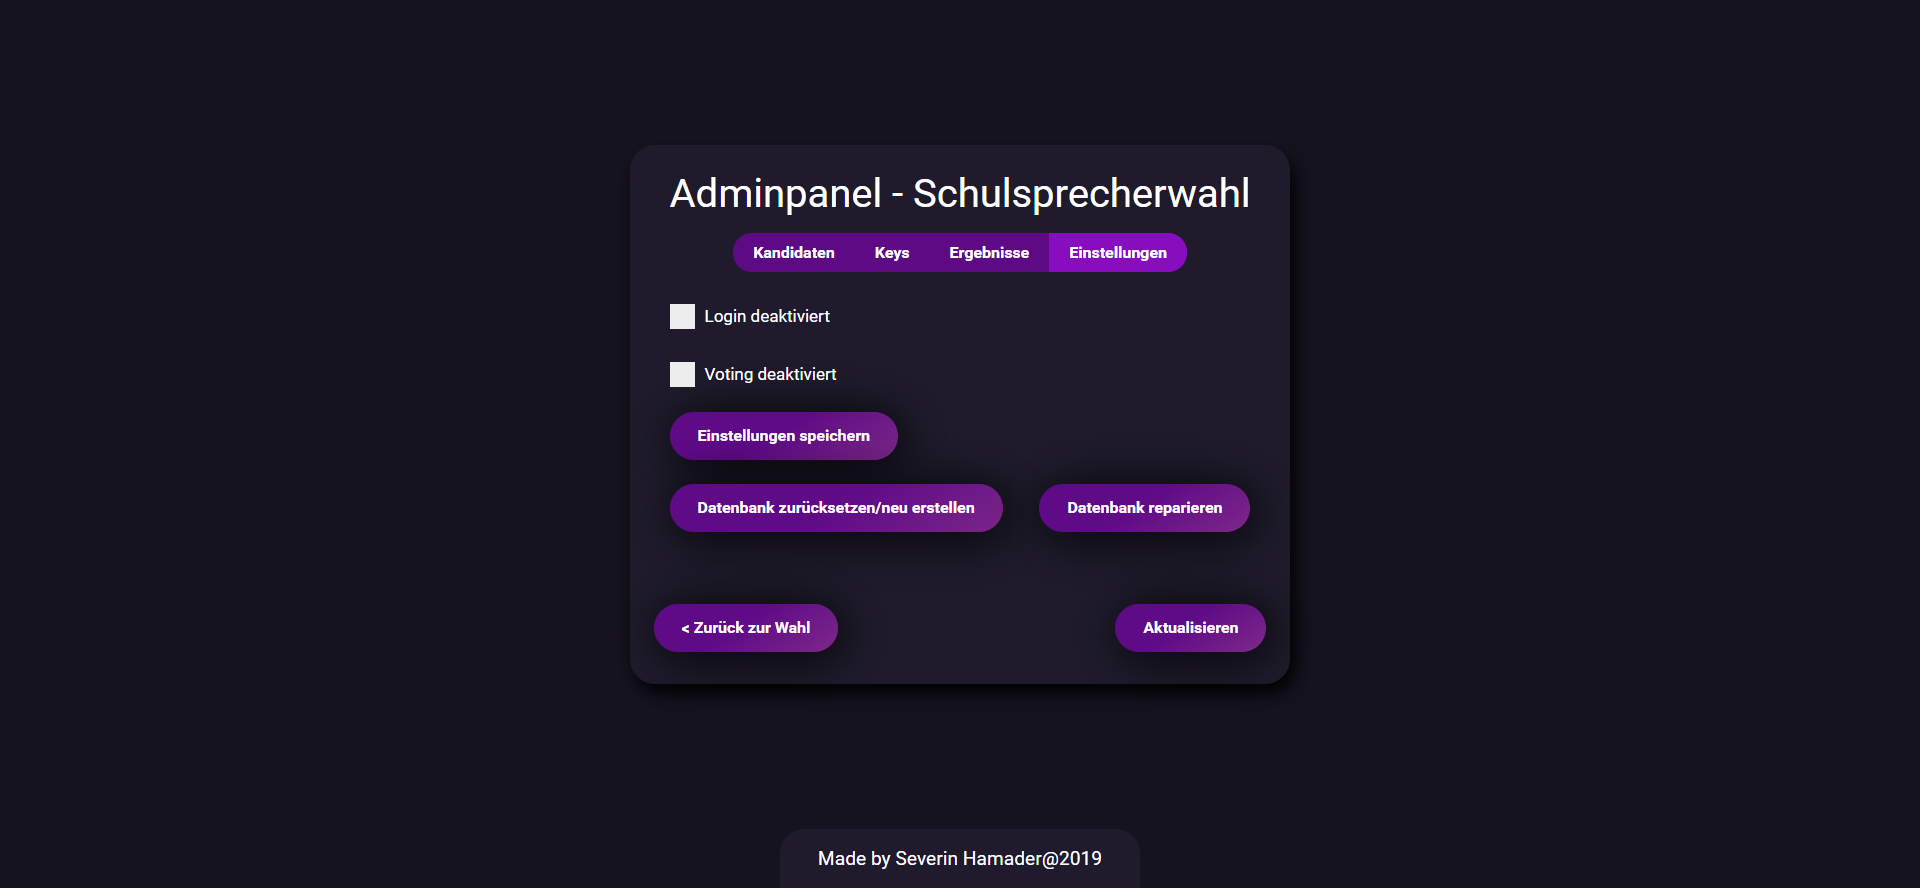 Adminpanel - Schulsprecherwahl
Kandidaten Keys Ergebnisse Einstellungen
Login deaktiviert
Voting deaktiviert
Einstellungen speichern
Datenbank zurücksetzen/neu erstellen Datenbank reparieren
< Zurück zur Wahl Aktualisieren
Made by Severin Hamader@2019